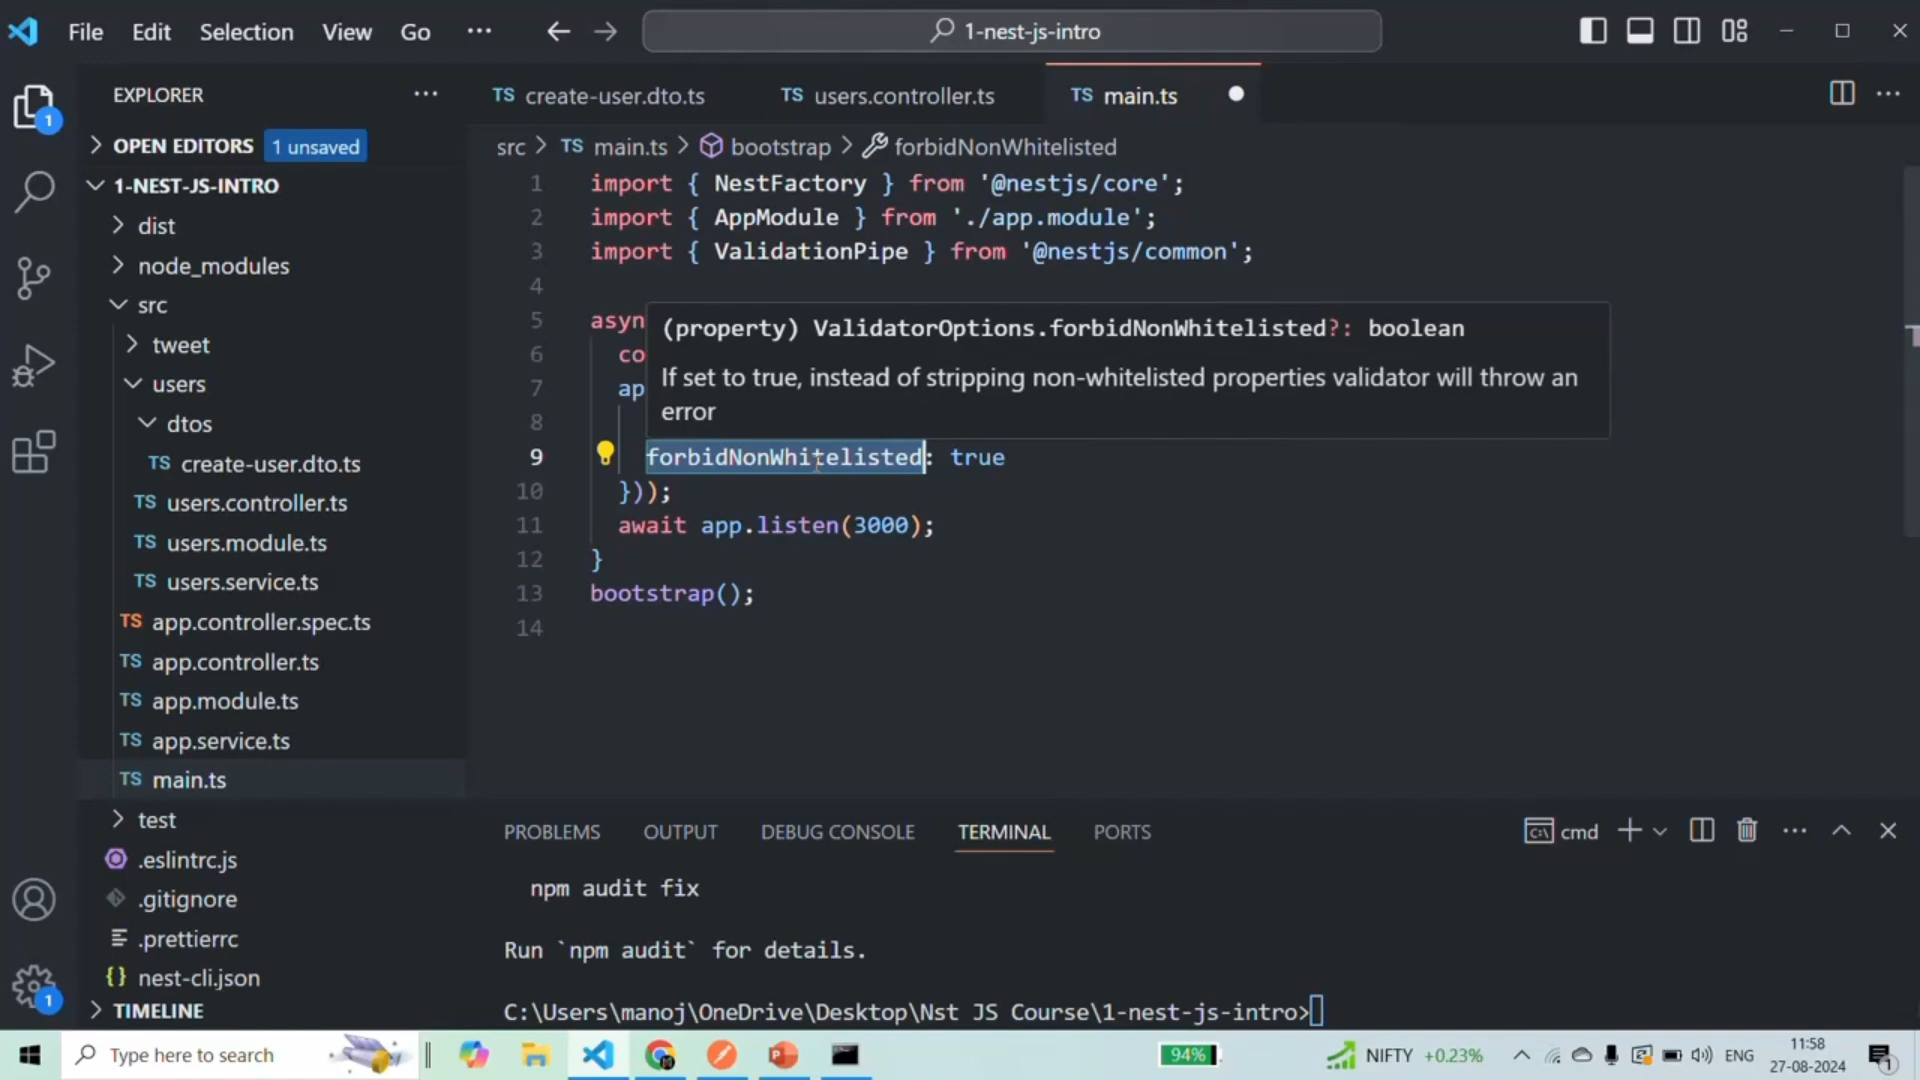 File Edit Selection View Go ··· 1-nest-js-intro
EXPLORER ···
OPEN EDITORS 1 unsaved
1-NEST-JS-INTRO
dist
node_modules
src
tweet
users
dtos
TS create-user.dto.ts
TS users.controller.ts
TS users.module.ts
TS users.service.ts
TS app.controller.spec.ts
TS app.controller.ts
TS app.module.ts
TS app.service.ts
TS main.ts
test
.eslintrc.js
.gitignore
.prettierrc
{} nest-cli.json
TIMELINE
1
1
TS create-user.dto.ts TS users.controller.ts TS main.ts
src > TS main.ts > bootstrap > forbidNonWhitelisted
1 import { NestFactory } from '@nestjs/core';
2 import { AppModule } from './app.module';
3 import { ValidationPipe } from '@nestjs/common';
4
5 asyn
6 co
7 ap
8
(property) ValidatorOptions.forbidNonWhitelisted?: boolean
If set to true, instead of stripping non-whitelisted properties validator will throw an
error
9 forbidNonWhitelisted: true
10 }));
11 await app.listen(3000);
12 }
13 bootstrap();
14
PROBLEMS OUTPUT DEBUG CONSOLE TERMINAL PORTS cmd
npm audit fix
Run `npm audit` for details.
C:\Users\manoj\OneDrive\Desktop\Nst JS Course\1-nest-js-intro>
Type here to search 94% NIFTY +0.23% ENG 11:58
27-08-2024 1